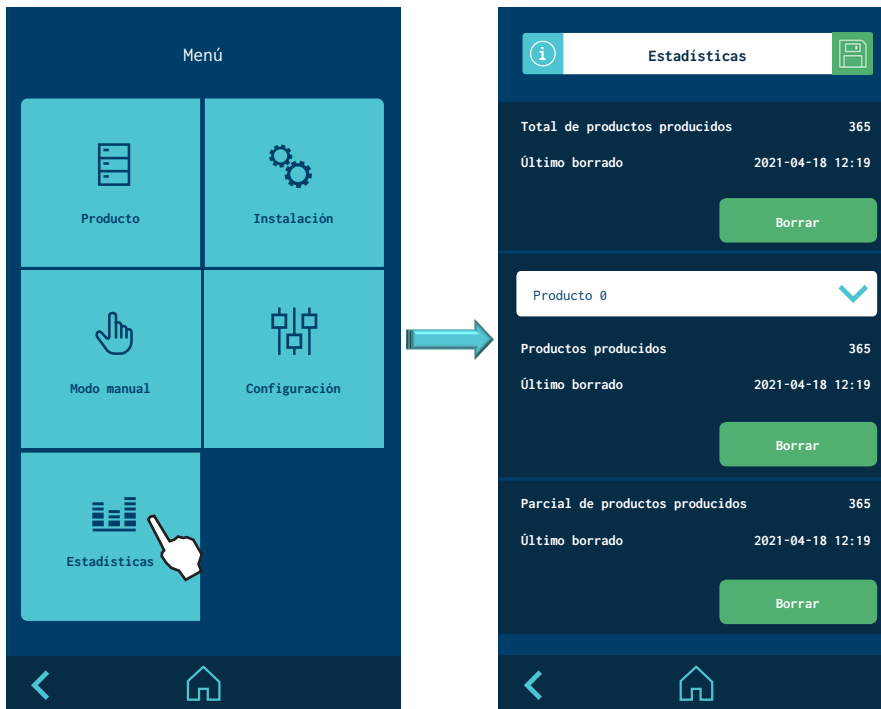 Menú
Producto
Instalación
Modo manual
Configuración
Estadísticas
i
Estadísticas
Total de productos producidos 365
Último borrado 2021-04-18 12:19
Borrar
Producto 0
Productos producidos 365
Último borrado 2021-04-18 12:19
Borrar
Parcial de productos producidos 365
Último borrado 2021-04-18 12:19
Borrar